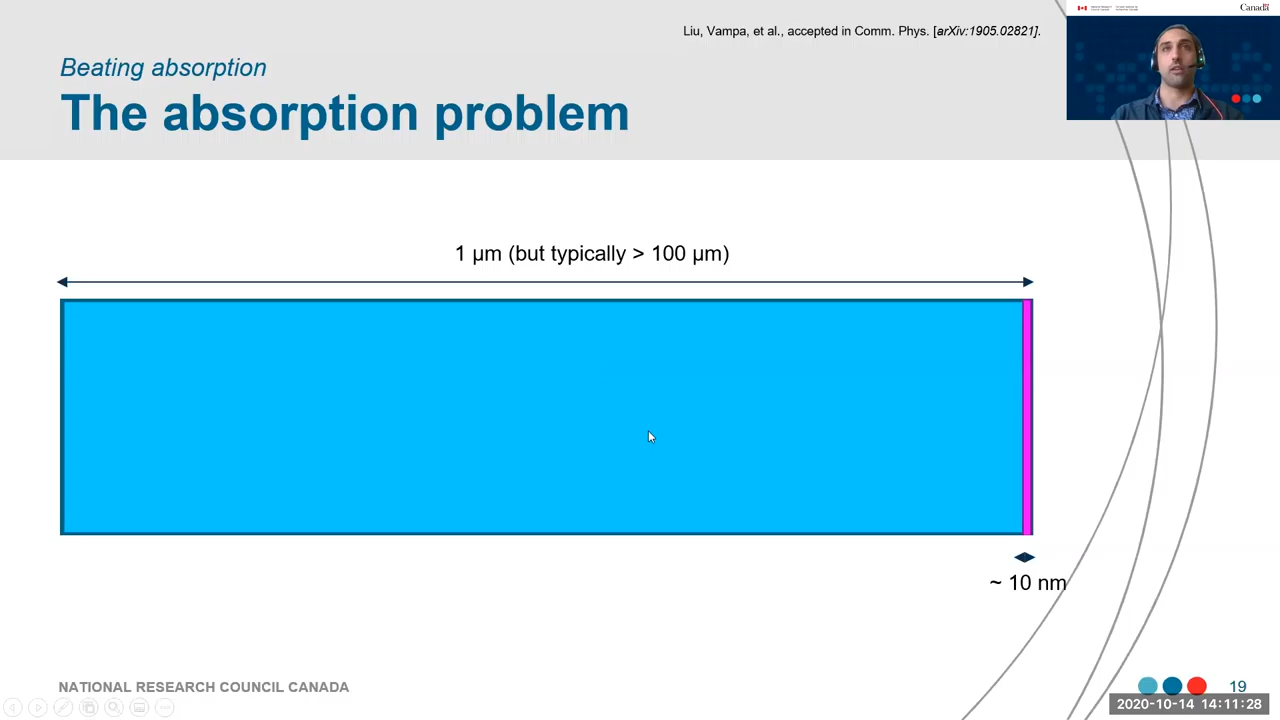 Liu, Vampa, et al., accepted in Comm. Phys. [arXiv:1905.02821].
Canada
Beating absorption
The absorption problem
1 µm (but typically > 100 µm)
~ 10 nm
NATIONAL RESEARCH COUNCIL CANADA
19
2020-10-14 14:11:28